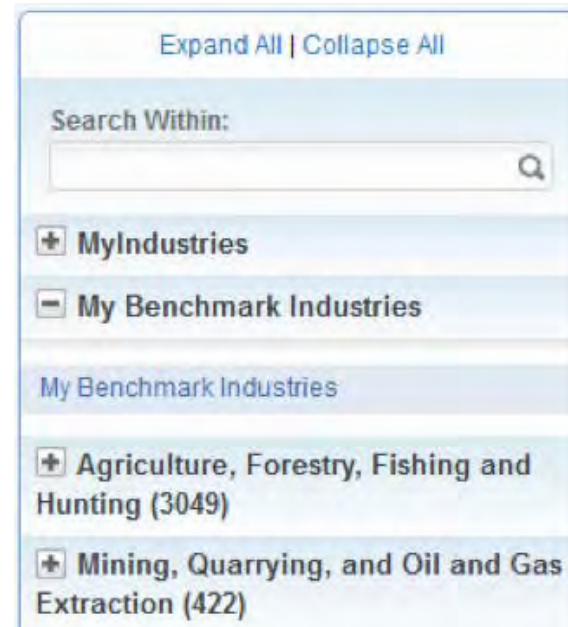 Expand All | Collapse All
Search Within:
MyIndustries
My Benchmark Industries
My Benchmark Industries
Agriculture, Forestry, Fishing and
Hunting (3049)
Mining, Quarrying, and Oil and Gas
Extraction (422)